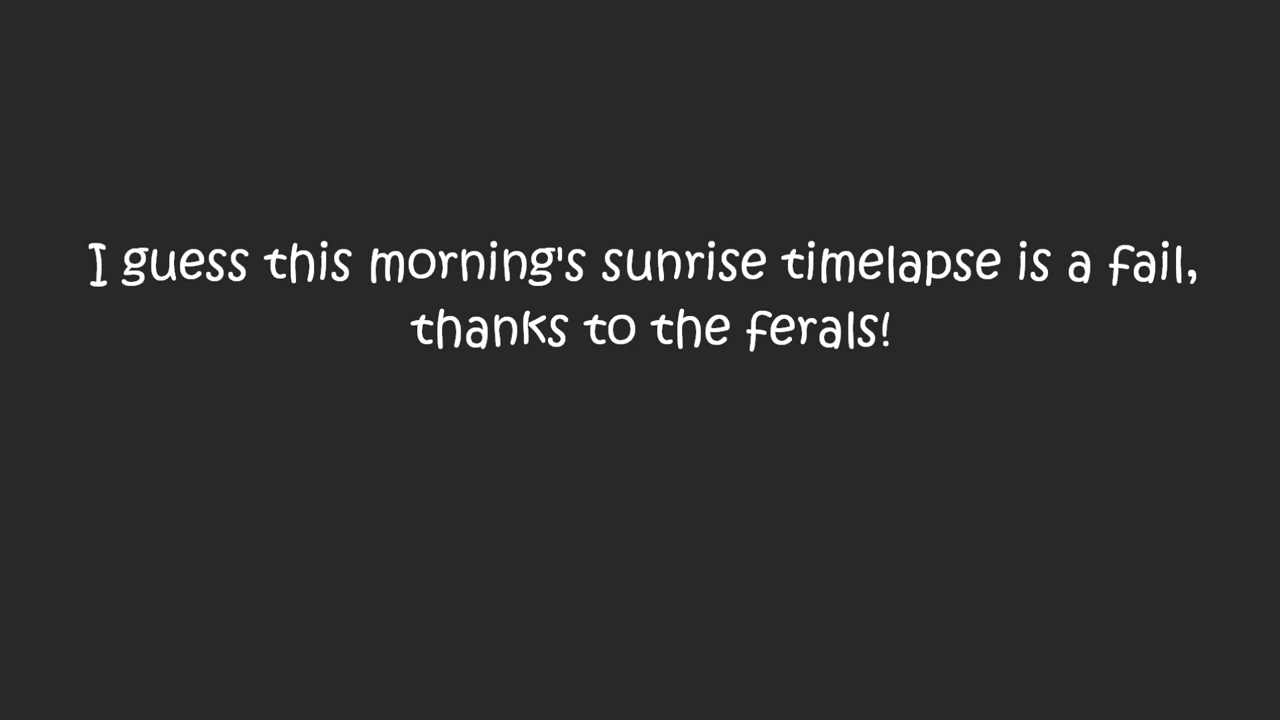 I guess this morning's sunrise timelapse is a fail,
thanks to the ferals!